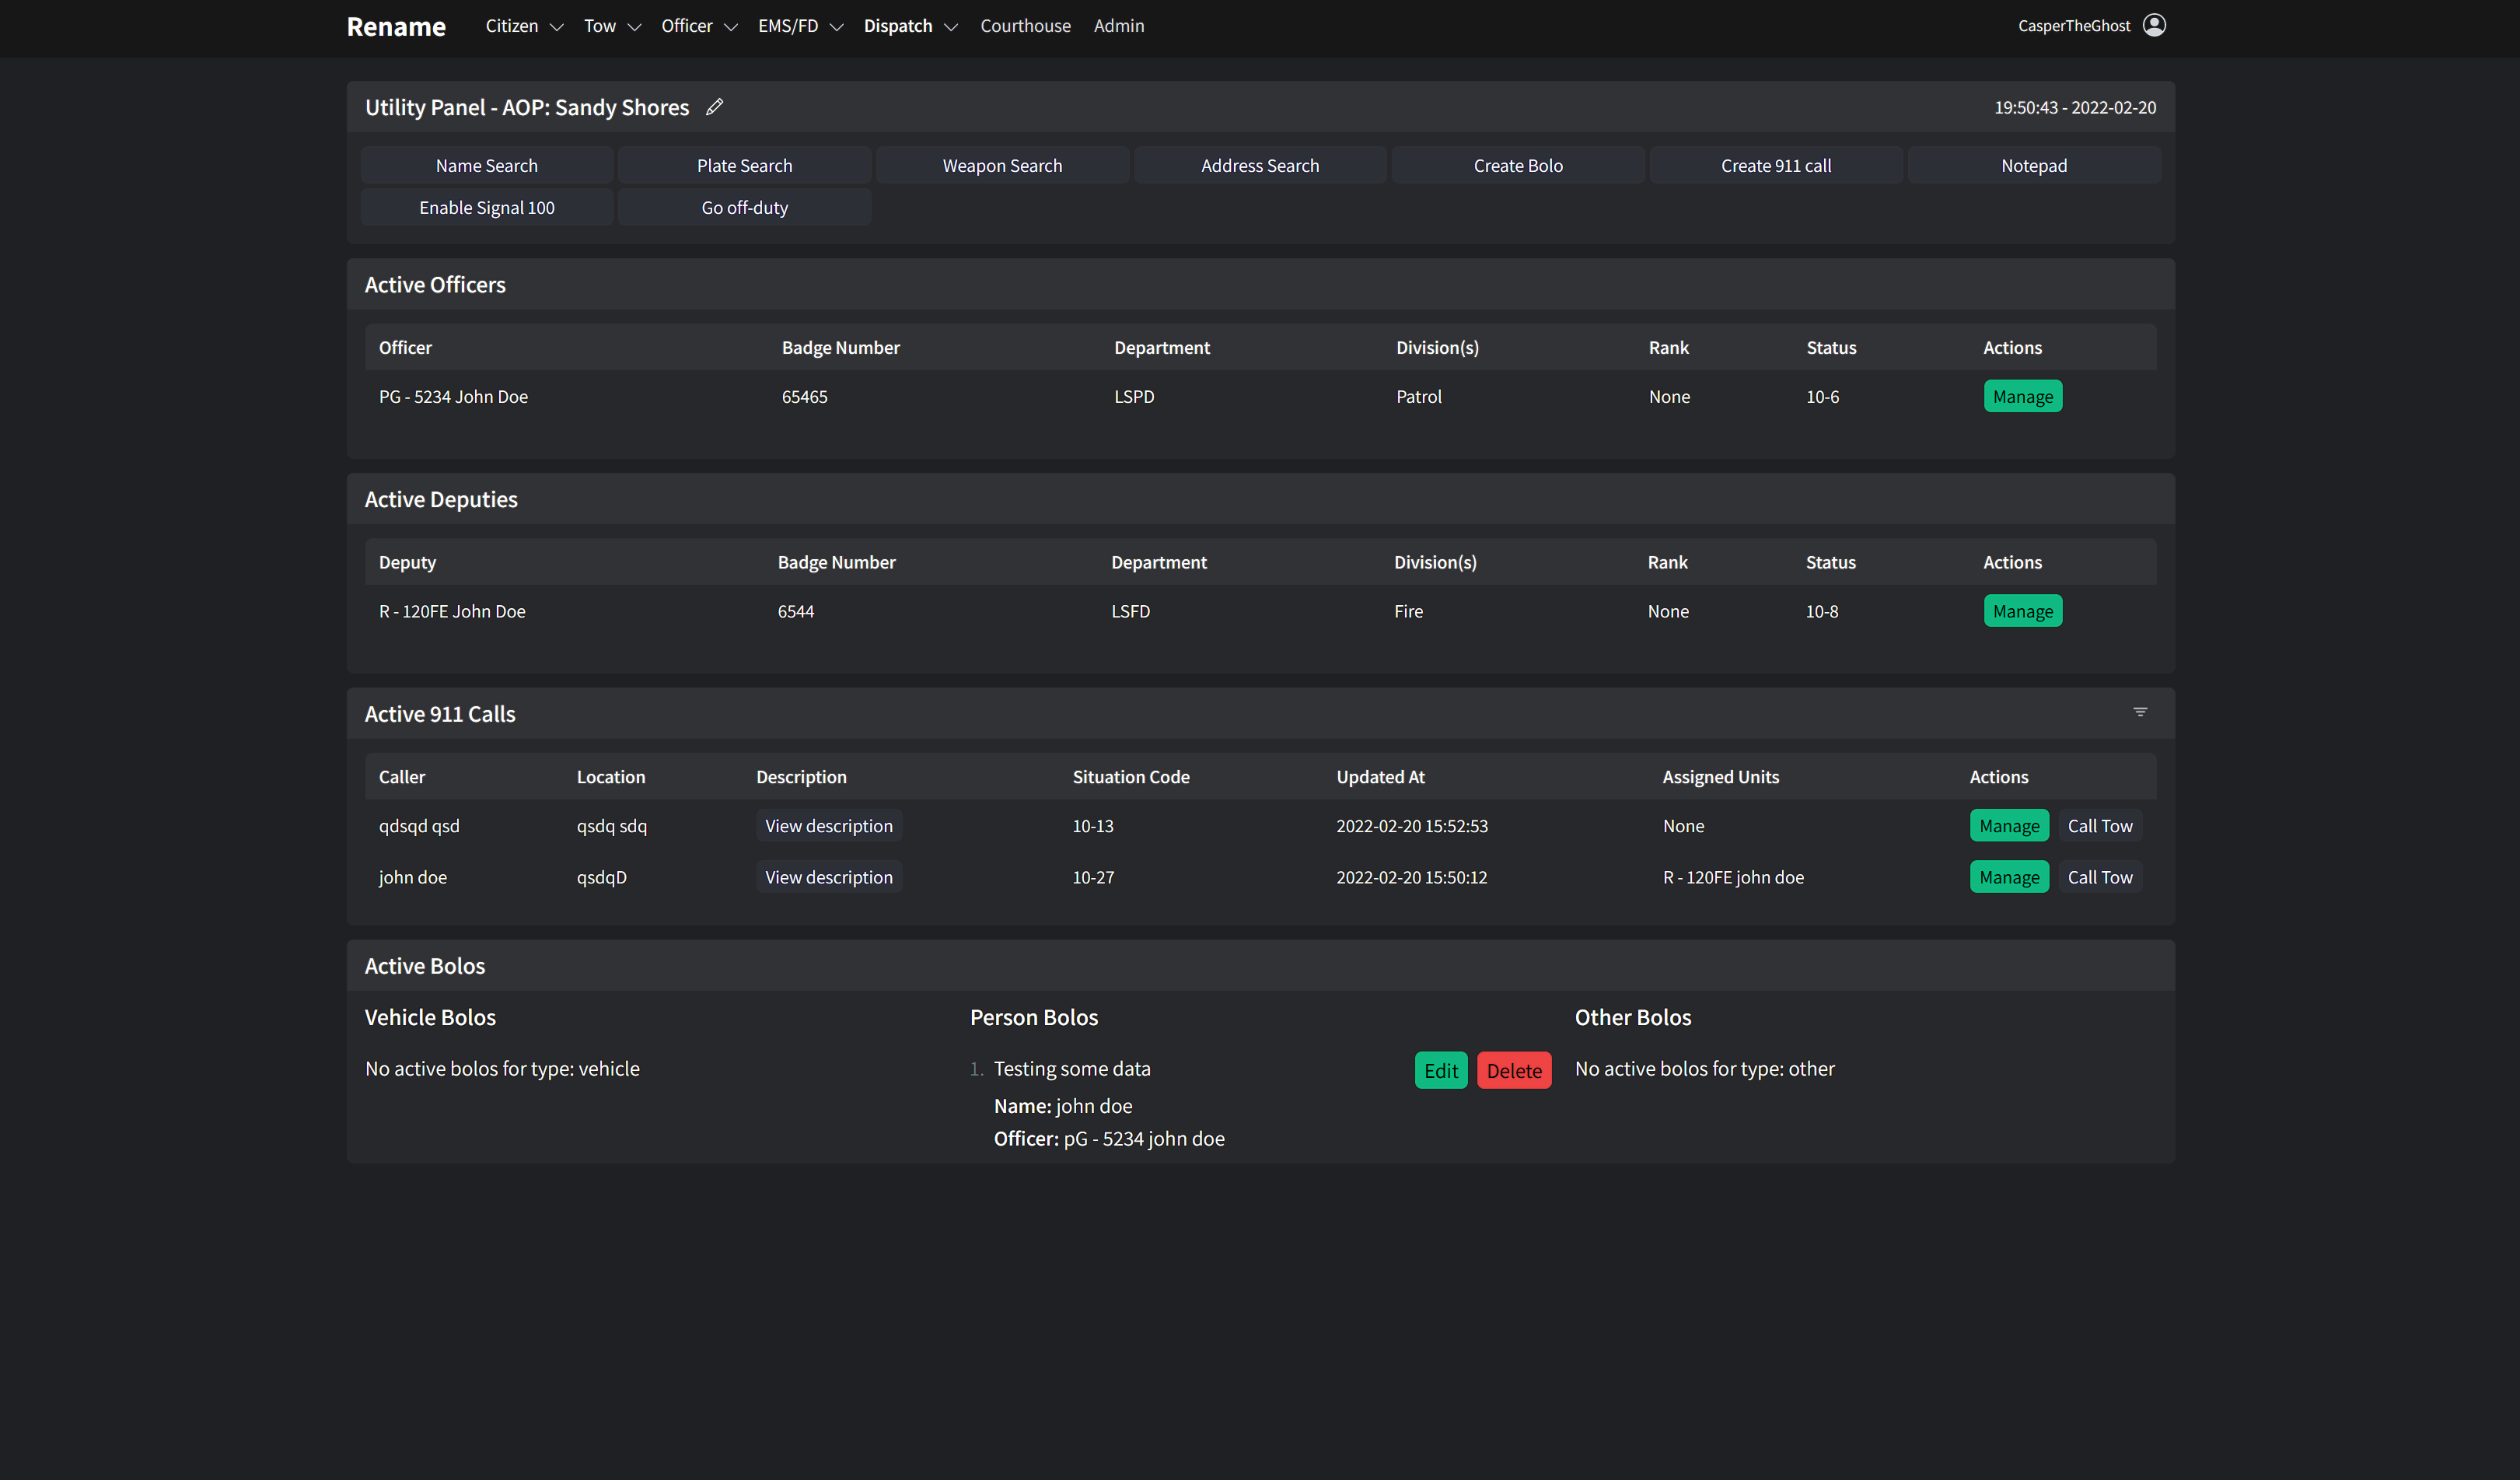 Rename Citizen Tow Officer EMS/FD Dispatch Courthouse Admin CasperTheGhost
Utility Panel - AOP: Sandy Shores 19:50:43 - 2022-02-20
Name Search Plate Search Weapon Search Address Search Create Bolo Create 911 call Notepad
Enable Signal 100 Go off-duty
Active Officers
Officer Badge Number Department Division(s) Rank Status Actions
PG - 5234 John Doe 65465 LSPD Patrol None 10-6 Manage
Active Deputies
Deputy Badge Number Department Division(s) Rank Status Actions
R - 120FE John Doe 6544 LSFD Fire None 10-8 Manage
Active 911 Calls
Caller Location Description Situation Code Updated At Assigned Units Actions
qdsqd qsd qsdq sdq View description 10-13 2022-02-20 15:52:53 None Manage Call Tow
john doe qsdqD View description 10-27 2022-02-20 15:50:12 R - 120FE john doe Manage Call Tow
Active Bolos
Vehicle Bolos
No active bolos for type: vehicle
Person Bolos
1. Testing some data Edit Delete
Name: john doe
Officer: pG - 5234 john doe
Other Bolos
No active bolos for type: other